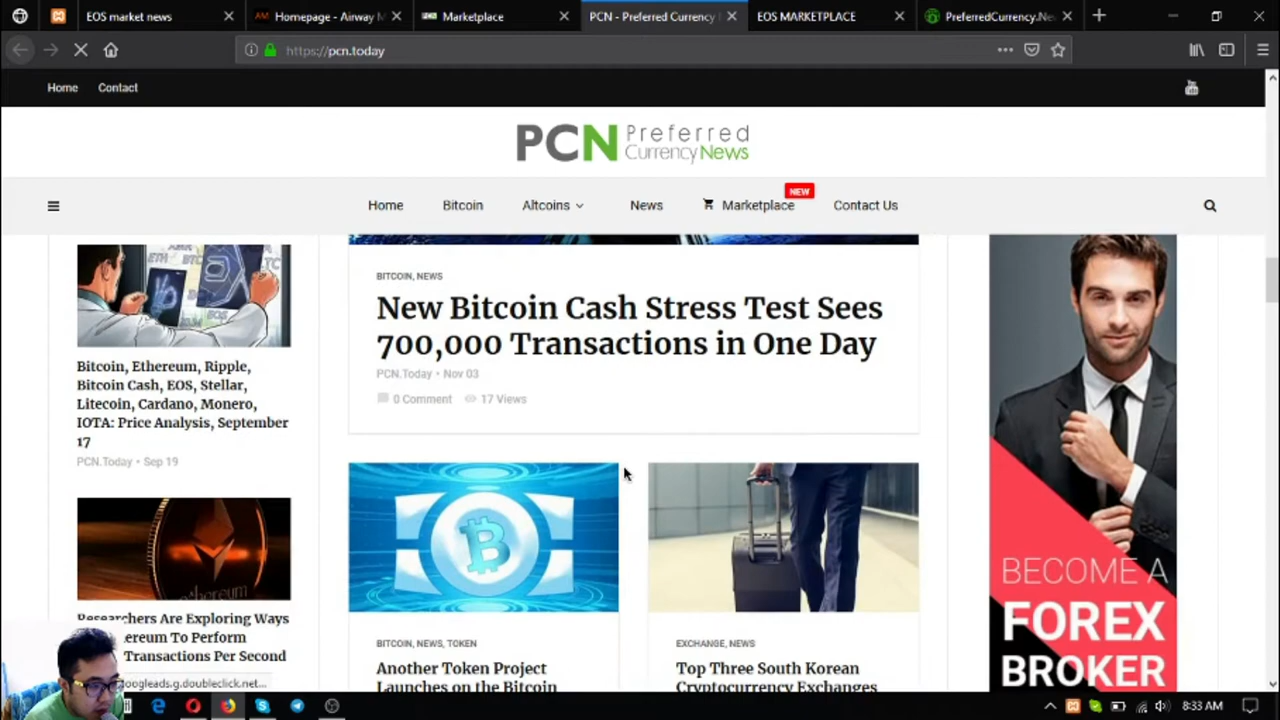 EOS market news
Homepage - Airway M
Marketplace
PCN - Preferred Currency
EOS MARKETPLACE
PreferredCurrency.Ne
https://pcn.today
Home
Contact
PCN Preferred
Currency News
NEW
Home
Bitcoin
Altcoins
News
Marketplace
Contact Us
Bitcoin, Ethereum, Ripple,
Bitcoin Cash, EOS, Stellar,
Litecoin, Cardano, Monero,
IOTA: Price Analysis, September
17
PCN.Today • Sep 19
Researchers Are Exploring Ways
ereum To Perform
Transactions Per Second
googleads.g.doubleclick.net...
BITCOIN, NEWS
New Bitcoin Cash Stress Test Sees
700,000 Transactions in One Day
PCN.Today • Nov 03
0 Comment
17 Views
BITCOIN, NEWS, TOKEN
Another Token Project
Launches on the Bitcoin
EXCHANGE, NEWS
Top Three South Korean
Cryptocurrency Exchanges
BECOME A
FOREX
BROKER
8:33 AM